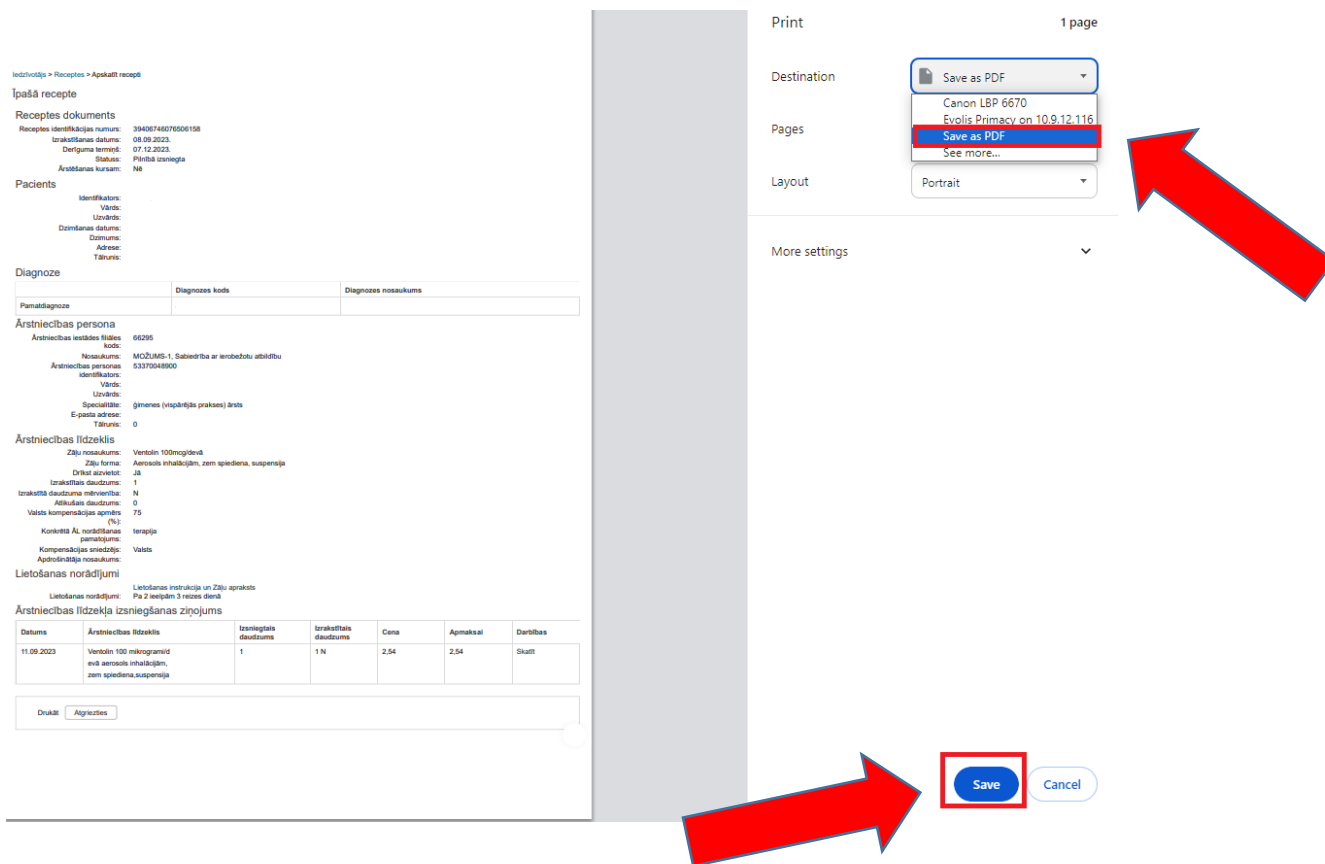 Iedzīvotājs > Receptes > Apskatīt recepti
Īpašā recepte
Receptes dokuments
Receptes identifikācijas numurs: 39406746076506158
Izrakstīšanas datums: 08.09.2023.
Derīguma termiņš: 07.12.2023.
Statuss: Pilnībā izsniegta
Ārstēšanas kursam: Nē
Pacients
Identifikators:
Vārds:
Uzvārds:
Dzimšanas datums:
Dzimums:
Adrese:
Tālrunis:
Diagnoze
Diagnozes kods Diagnozes nosaukums
Pamatdiagnoze
Ārstniecības persona
Ārstniecības iestādes filiāles 66295
kods:
Nosaukums: MOŽUMS-1, Sabiedrība ar ierobežotu atbildību
Ārstniecības personas 53370048900
identifikators:
Vārds:
Uzvārds:
Specialitāte: ģimenes (vispārējās prakses) ārsts
E-pasta adrese:
Tālrunis: 0
Ārstniecības līdzeklis
Zāļu nosaukums: Ventolin 100mcg/devā
Zāļu forma: Aerosols inhalācijām, zem spiediena, suspensija
Drīkst aizvietot: Jā
Izrakstītais daudzums: 1
Izrakstītā daudzuma mērvienība: N
Atlikušais daudzums: 0
Valsts kompensācijas apmērs 75
(%):
Konkrētā ĀL norādīšanas terapija
pamatojums:
Kompensācijas sniedzējs: Valsts
Apdrošinātāja nosaukums:
Lietošanas norādījumi
Lietošanas instrukcija un Zāļu apraksts
Lietošanas norādījumi: Pa 2 ieelpām 3 reizes dienā
Ārstniecības līdzekļa izsniegšanas ziņojums
Datums Ārstniecības līdzeklis Izsniegtais daudzums Izrakstītais daudzums Cena Apmaksai Darbības
11.09.2023 Ventolin 100 mikrogrami/d 1 1 N 2,54 2,54 Skatīt
evā aerosols inhalācijām,
zem spiediena,suspensija
Drukāt Atgriezties
Print 1 page
Destination Save as PDF
Canon LBP 6670
Evolis Primacy on 10.9.12.116
Save as PDF
See more...
Pages
Layout Portrait
More settings
Save Cancel